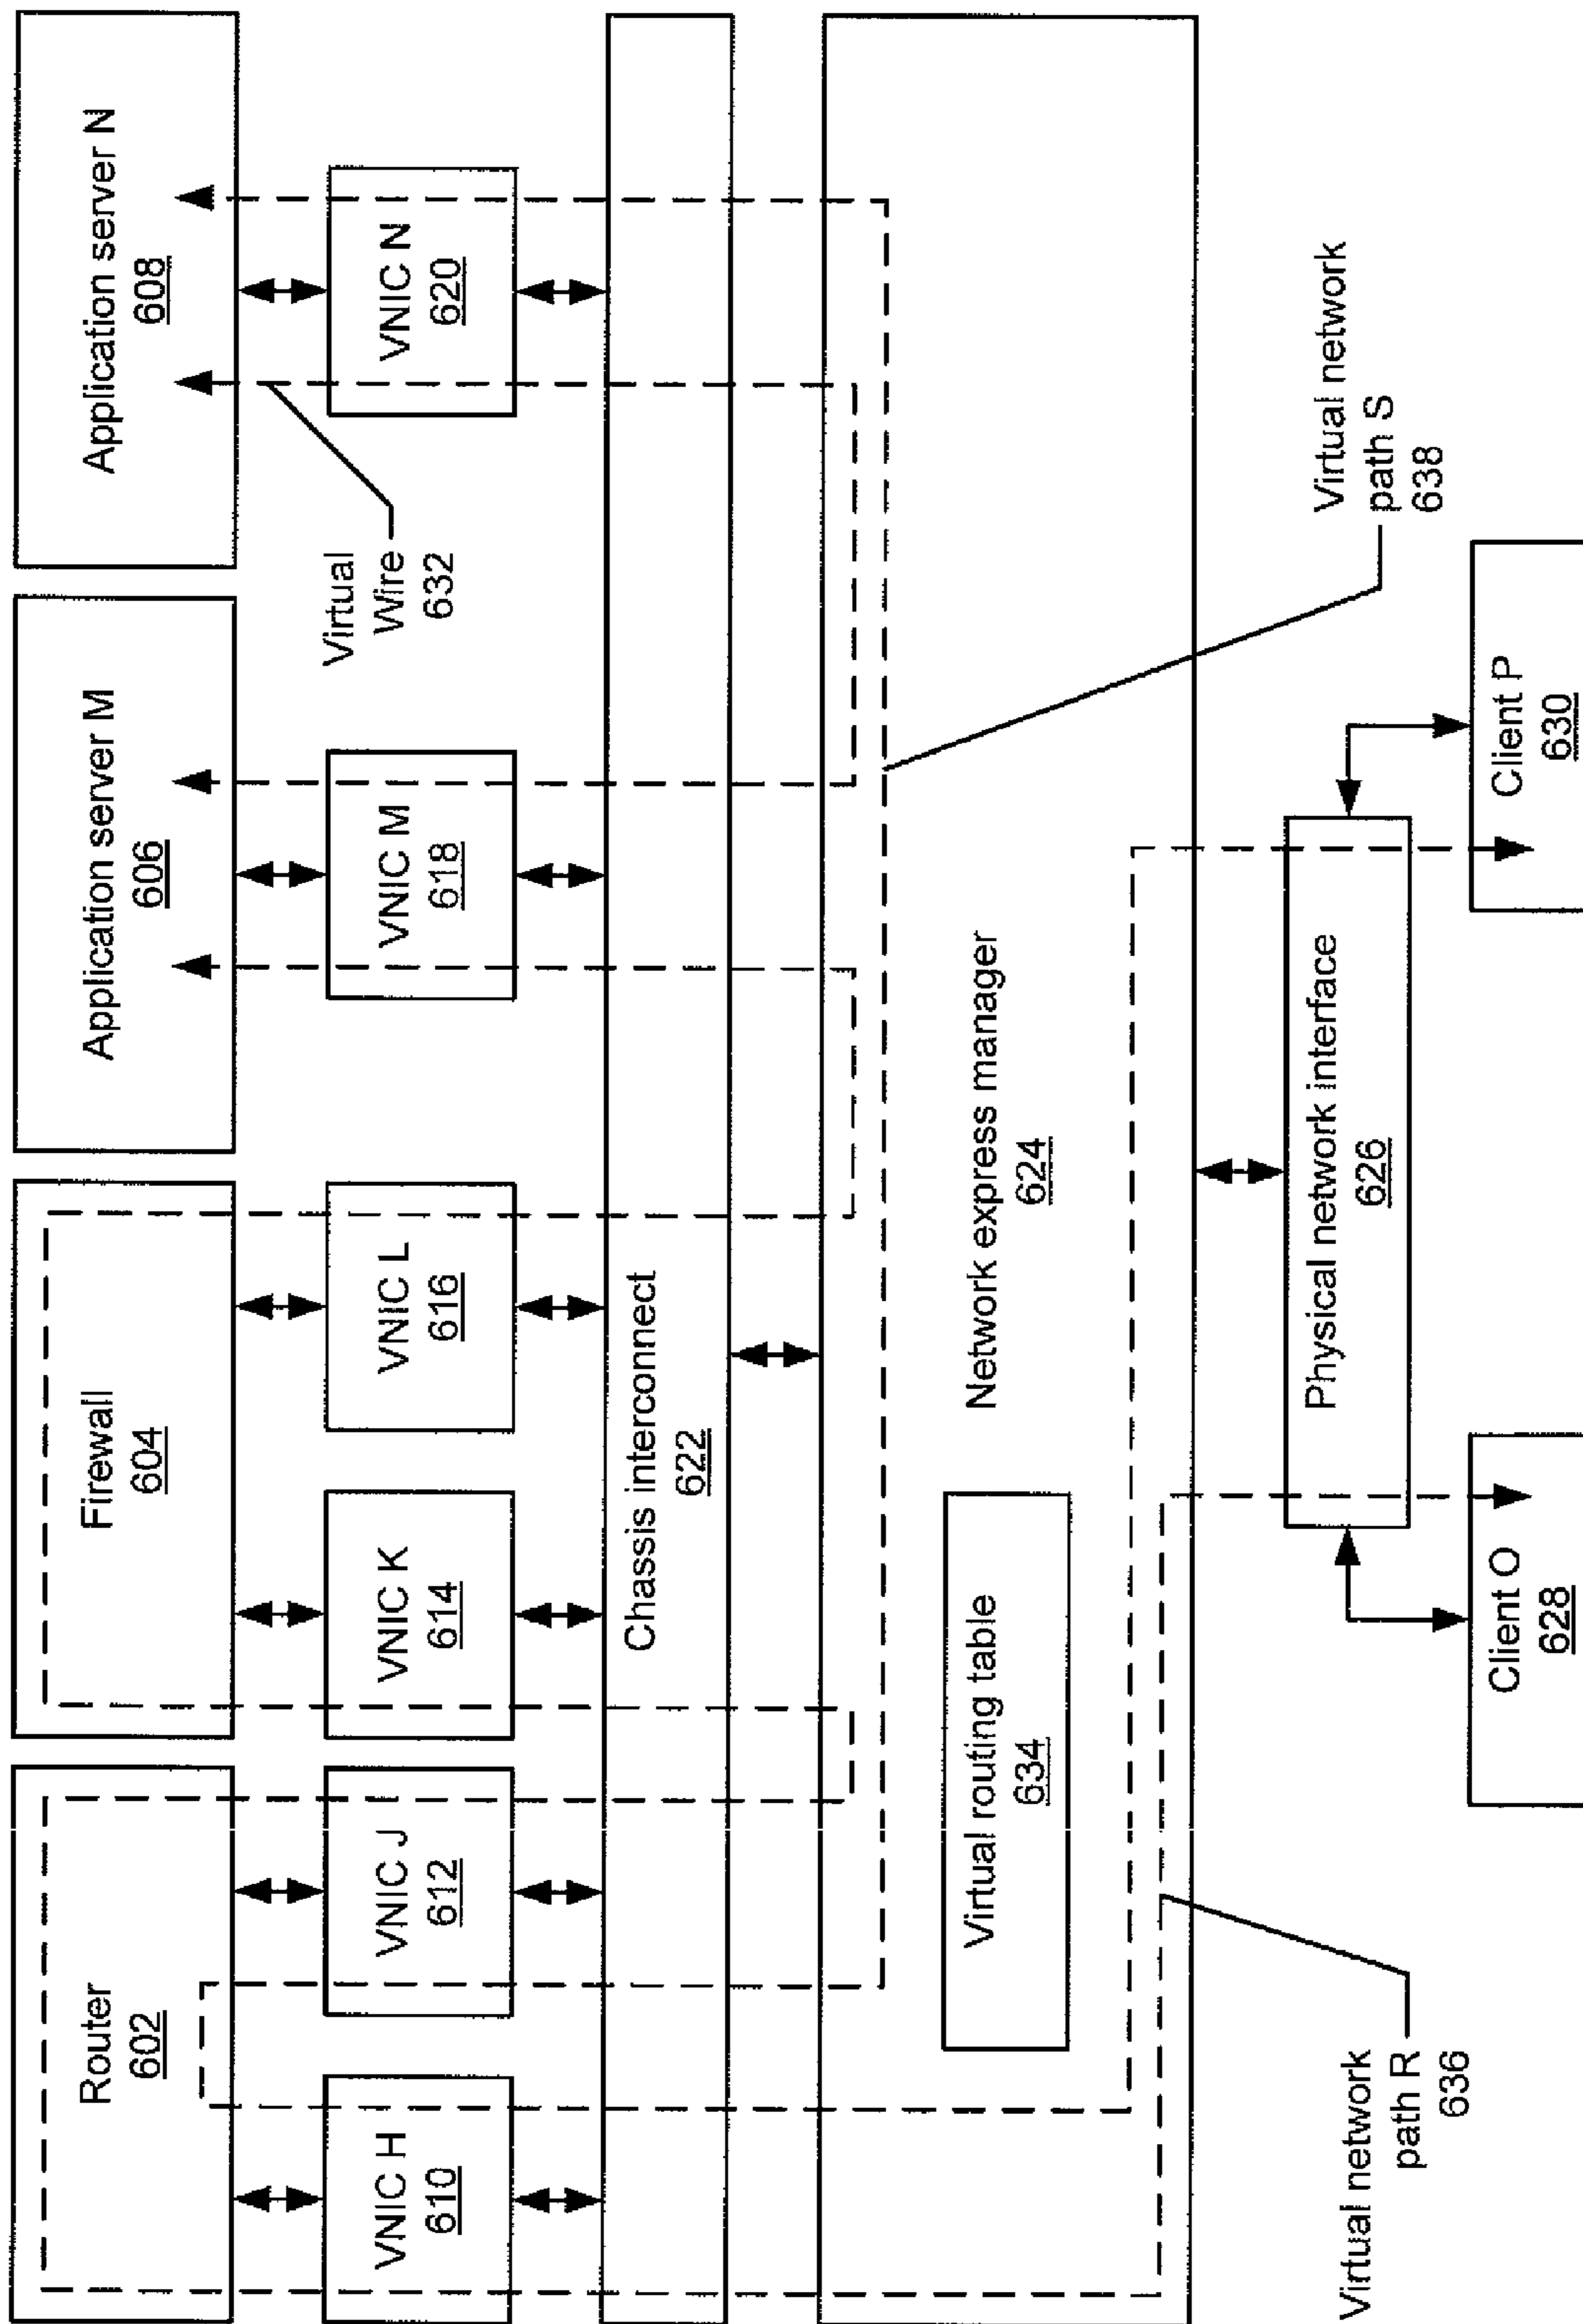 Router
602
Firewall
604
Application server M
606
Application server N
608
VNIC H
610
VNIC J
612
VNIC K
614
VNIC L
616
VNIC M
618
VNIC N
620
Virtual
Wire
632
Chassis interconnect
622
Virtual routing table
634
Network express manager
624
Physical network interface
626
Virtual network
path R
636
Virtual network
path S
638
Client O
628
Client P
630